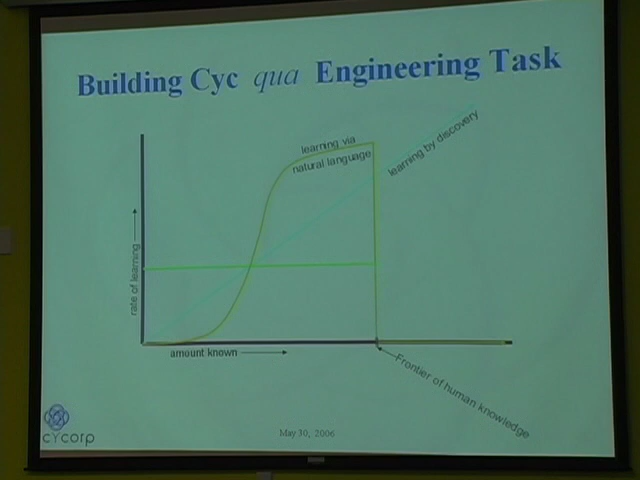 Building Cyc qua Engineering Task
learning via
natural language
learning by discovery
rate of learning
amount known
Frontier of human knowledge
cycorp
May 30, 2006